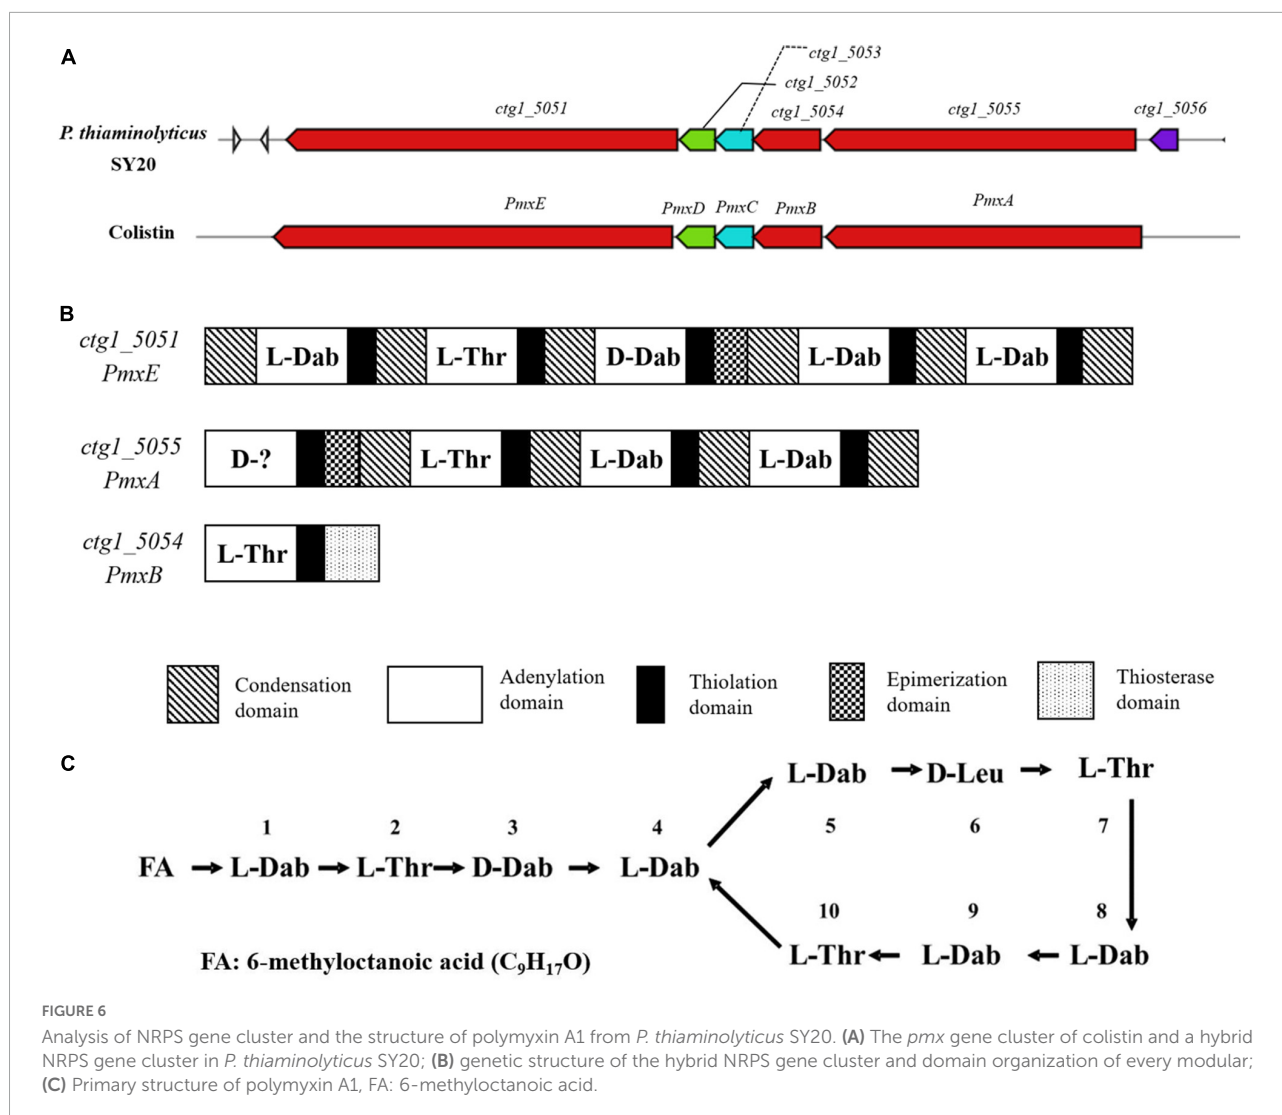 A
ctg1_5053
ctg1_5052
ctg1_5051
ctg1_5054
ctg1_5055
ctg1_5056
P. thiaminolyticus
SY20
PmxE
PmxD
PmxC
PmxB
PmxA
Colistin
B
ctg1_5051
PmxE
L-Dab
L-Thr
D-Dab
L-Dab
L-Dab
ctg1_5055
PmxA
D-?
L-Thr
L-Dab
L-Dab
ctg1_5054
PmxB
L-Thr
Condensation
domain
Adenylation
domain
Thiolation
domain
Epimerization
domain
Thiosterase
domain
C
L-Dab
D-Leu
L-Thr
1
2
3
4
5
6
7
FA
L-Dab
L-Thr
D-Dab
L-Dab
10
9
8
L-Thr
L-Dab
L-Dab
FA: 6-methyloctanoic acid (C₉H₁₇O)
FIGURE 6
Analysis of NRPS gene cluster and the structure of polymyxin A1 from P. thiaminolyticus SY20. (A) The pmx gene cluster of colistin and a hybrid
NRPS gene cluster in P. thiaminolyticus SY20; (B) genetic structure of the hybrid NRPS gene cluster and domain organization of every modular;
(C) Primary structure of polymyxin A1, FA: 6-methyloctanoic acid.